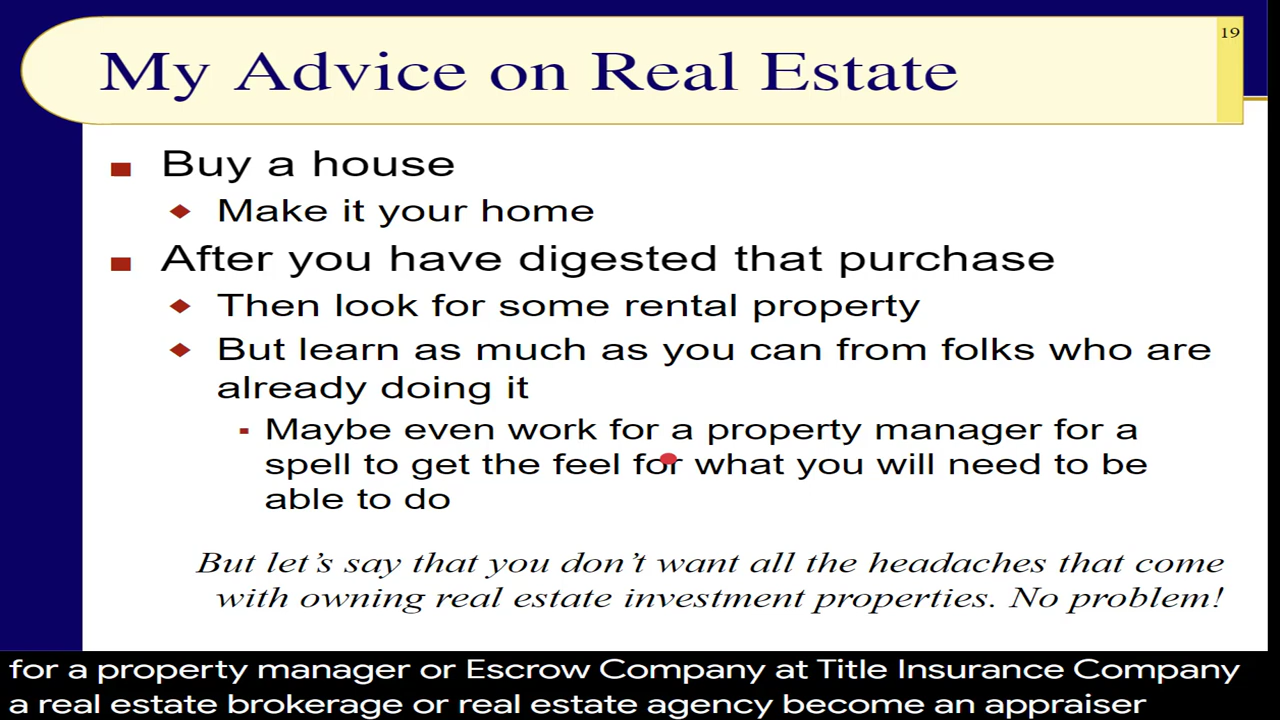 19
My Advice on Real Estate
Buy a house
Make it your home
After you have digested that purchase
Then look for some rental property
But learn as much as you can from folks who are
already doing it
Maybe even work for a property manager for a
spell to get the feel for what you will need to be
able to do
But let's say that you don't want all the headaches that come
with owning real estate investment properties. No problem!
for a property manager or Escrow Company at Title Insurance Company
a real estate brokerage or real estate agency become an appraiser